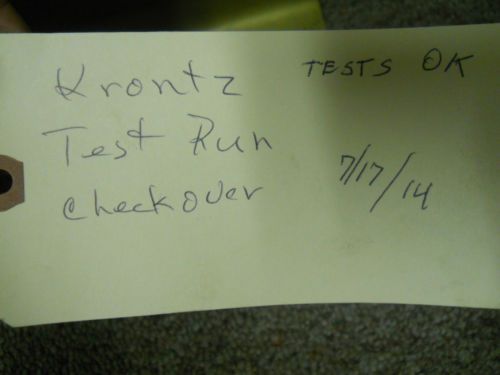 Krontz
Test Run
checkover
TESTS OK
7/17/14